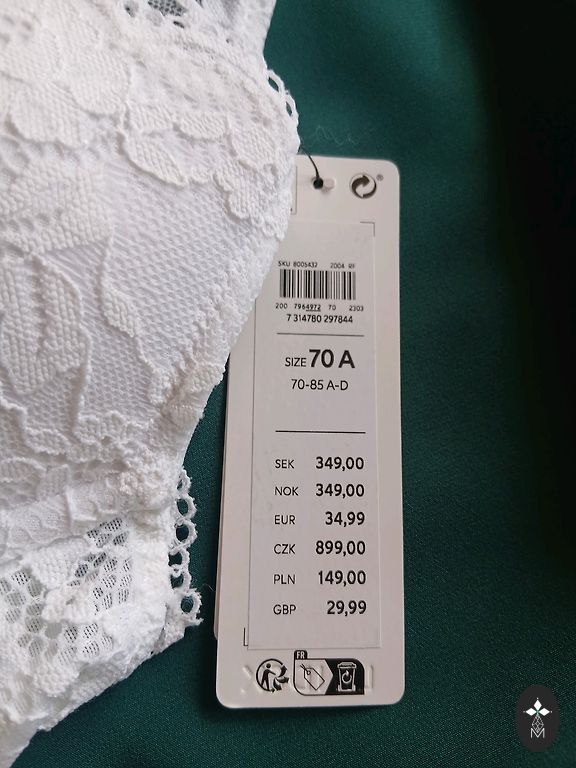 ®
SKU 8005432 2004 RF
200 7964972 70 2303
7 314780 297844
SIZE 70 A
70-85 A-D
SEK 349,00
NOK 349,00
EUR 34,99
CZK 899,00
PLN 149,00
GBP 29,99
FR
M